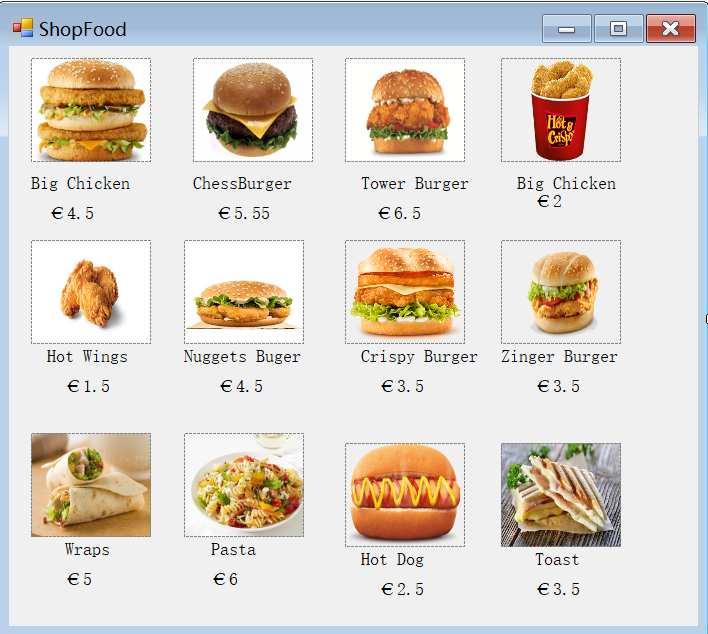 ShopFood
Big Chicken
ChessBurger
Tower Burger
Big Chicken
€4.5
€5.55
€6.5
€2
Hot & Crispy
Hot Wings
Nuggets Buger
Crispy Burger
Zinger Burger
€1.5
€4.5
€3.5
€3.5
Wraps
Pasta
Hot Dog
Toast
€5
€6
€2.5
€3.5